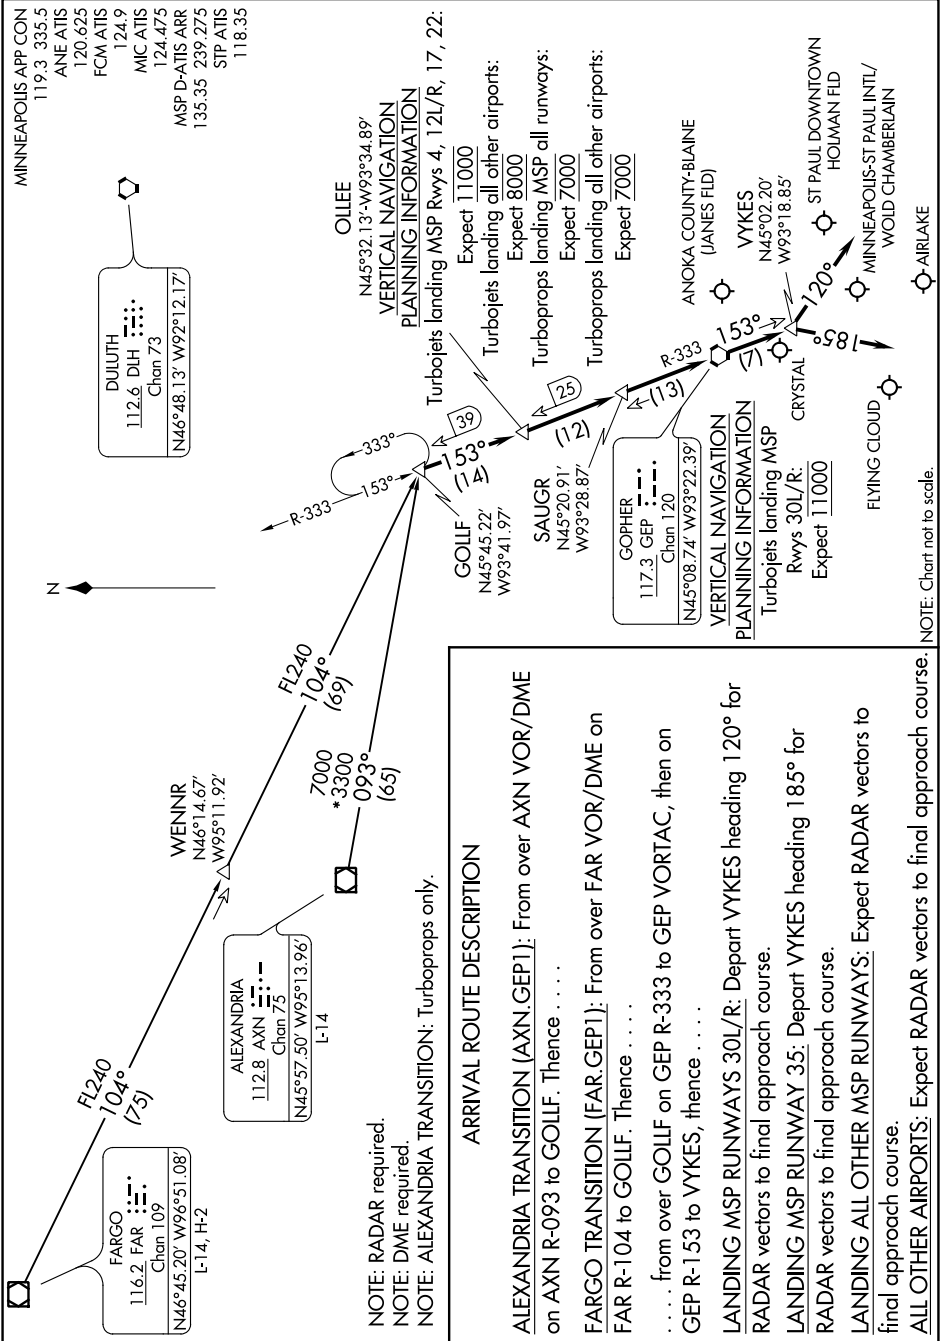 MINNEAPOLIS APP CON
119.3 335.5
ANE ATIS
120.625
FCM ATIS
124.9
MIC ATIS
124.475
MSP D-ATIS ARR
135.35 239.275
STP ATIS
118.35
DULUTH
112.6 DLH
Chan 73
N46°48.13' W92°12.17'
N
FARGO
116.2 FAR
Chan 109
N46°45.20' W96°51.08'
L-14, H-2
FL240
104°
(75)
WENNR
N46°14.67'
W95°11.92'
FL240
104°
(69)
ALEXANDRIA
112.8 AXN
Chan 75
N45°57.50' W95°13.96'
L-14
7000
*3300
093°
(65)
R-333
153°
333°
39
GOLLF
N45°45.22'
W93°41.97'
153°
(14)
OLLEE
N45°32.13'-W93°34.89'
VERTICAL NAVIGATION
PLANNING INFORMATION
Turbojets landing MSP Rwys 4, 12L/R, 17, 22:
Expect 11000
Turbojets landing all other airports:
Expect 8000
Turboprops landing MSP all runways:
Expect 7000
Turboprops landing all other airports:
Expect 7000
25
(12)
SAUGR
N45°20.91'
W93°28.87'
(13)
R-333
GOPHER
117.3 GEP
Chan 120
N45°08.74' W93°22.39'
VERTICAL NAVIGATION
PLANNING INFORMATION
Turbojets landing MSP
Rwys 30L/R:
Expect 11000
ANOKA COUNTY-BLAINE
(JANES FLD)
153°
(7)
VYKES
N45°02.20'
W93°18.85'
CRYSTAL
120°
185°
ST PAUL DOWNTOWN
HOLMAN FLD
MINNEAPOLIS-ST PAUL INTL/
WOLD CHAMBERLAIN
FLYING CLOUD
AIRLAKE
NOTE: RADAR required.
NOTE: DME required.
NOTE: ALEXANDRIA TRANSITION: Turboprops only.
ARRIVAL ROUTE DESCRIPTION
ALEXANDRIA TRANSITION (AXN.GEP1): From over AXN VOR/DME
on AXN R-093 to GOLLF. Thence . . . .
FARGO TRANSITION (FAR.GEP1): From over FAR VOR/DME on
FAR R-104 to GOLLF. Thence . . . .
. . . . from over GOLLF on GEP R-333 to GEP VORTAC, then on
GEP R-153 to VYKES, thence . . . .
LANDING MSP RUNWAYS 30L/R: Depart VYKES heading 120° for
RADAR vectors to final approach course.
LANDING MSP RUNWAY 35: Depart VYKES heading 185° for
RADAR vectors to final approach course.
LANDING ALL OTHER MSP RUNWAYS: Expect RADAR vectors to
final approach course.
ALL OTHER AIRPORTS: Expect RADAR vectors to final approach course.
NOTE: Chart not to scale.